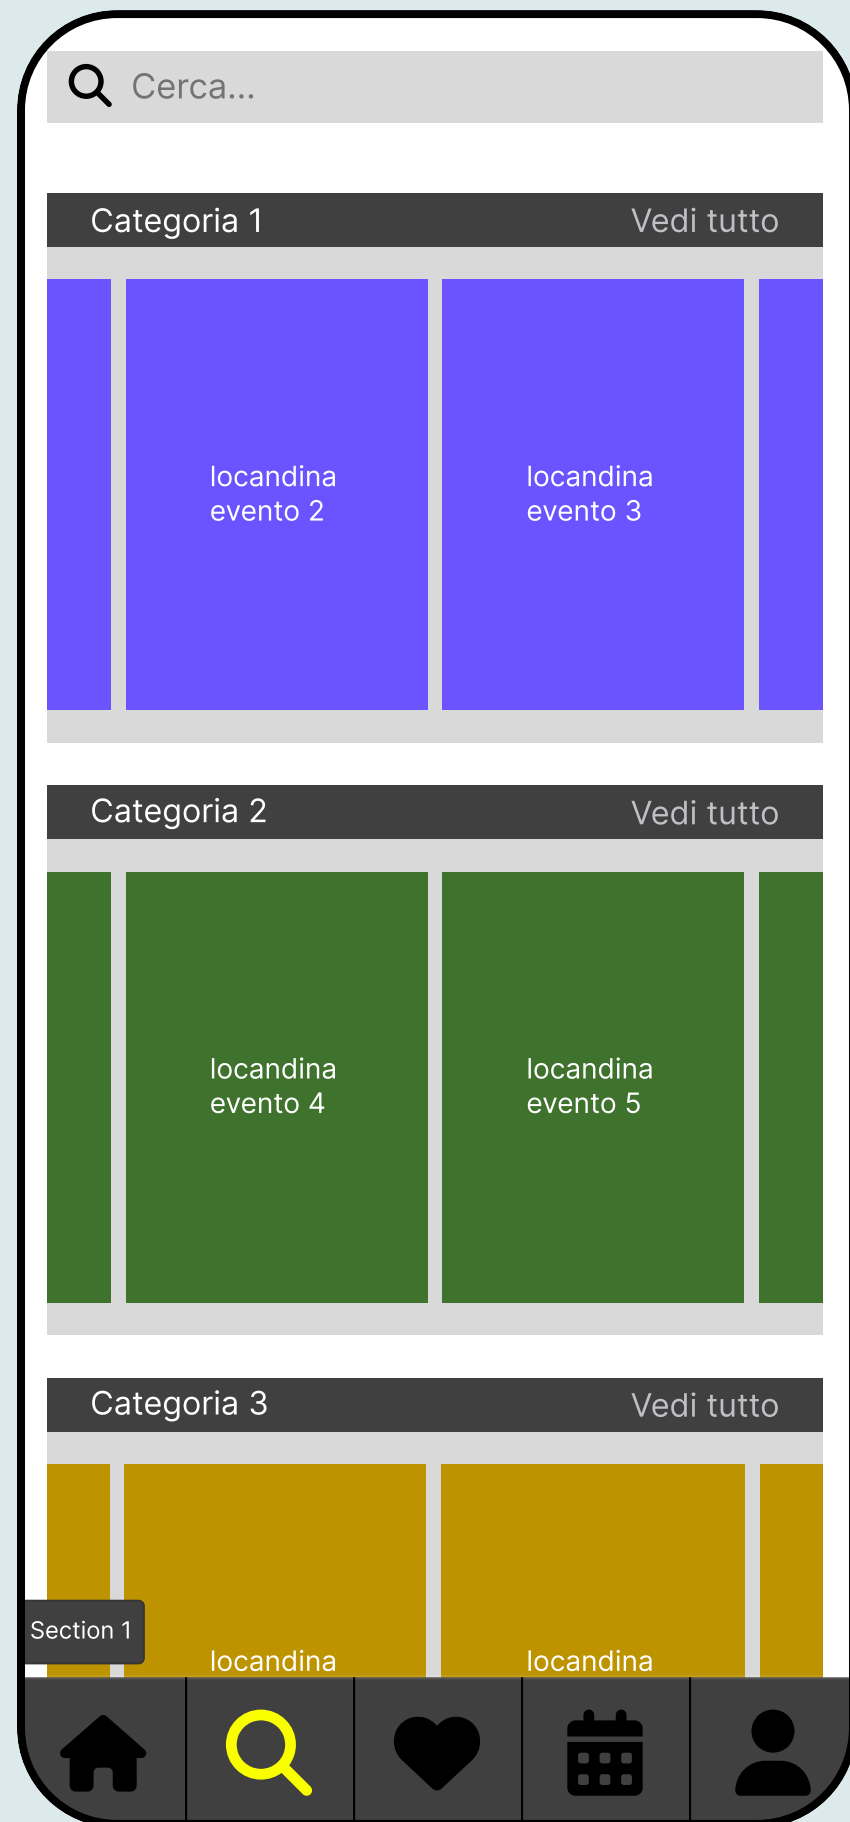 Cerca...
Categoria 1 Vedi tutto
locandina
evento 2
locandina
evento 3
Categoria 2 Vedi tutto
locandina
evento 4
locandina
evento 5
Categoria 3 Vedi tutto
Section 1
locandina
locandina